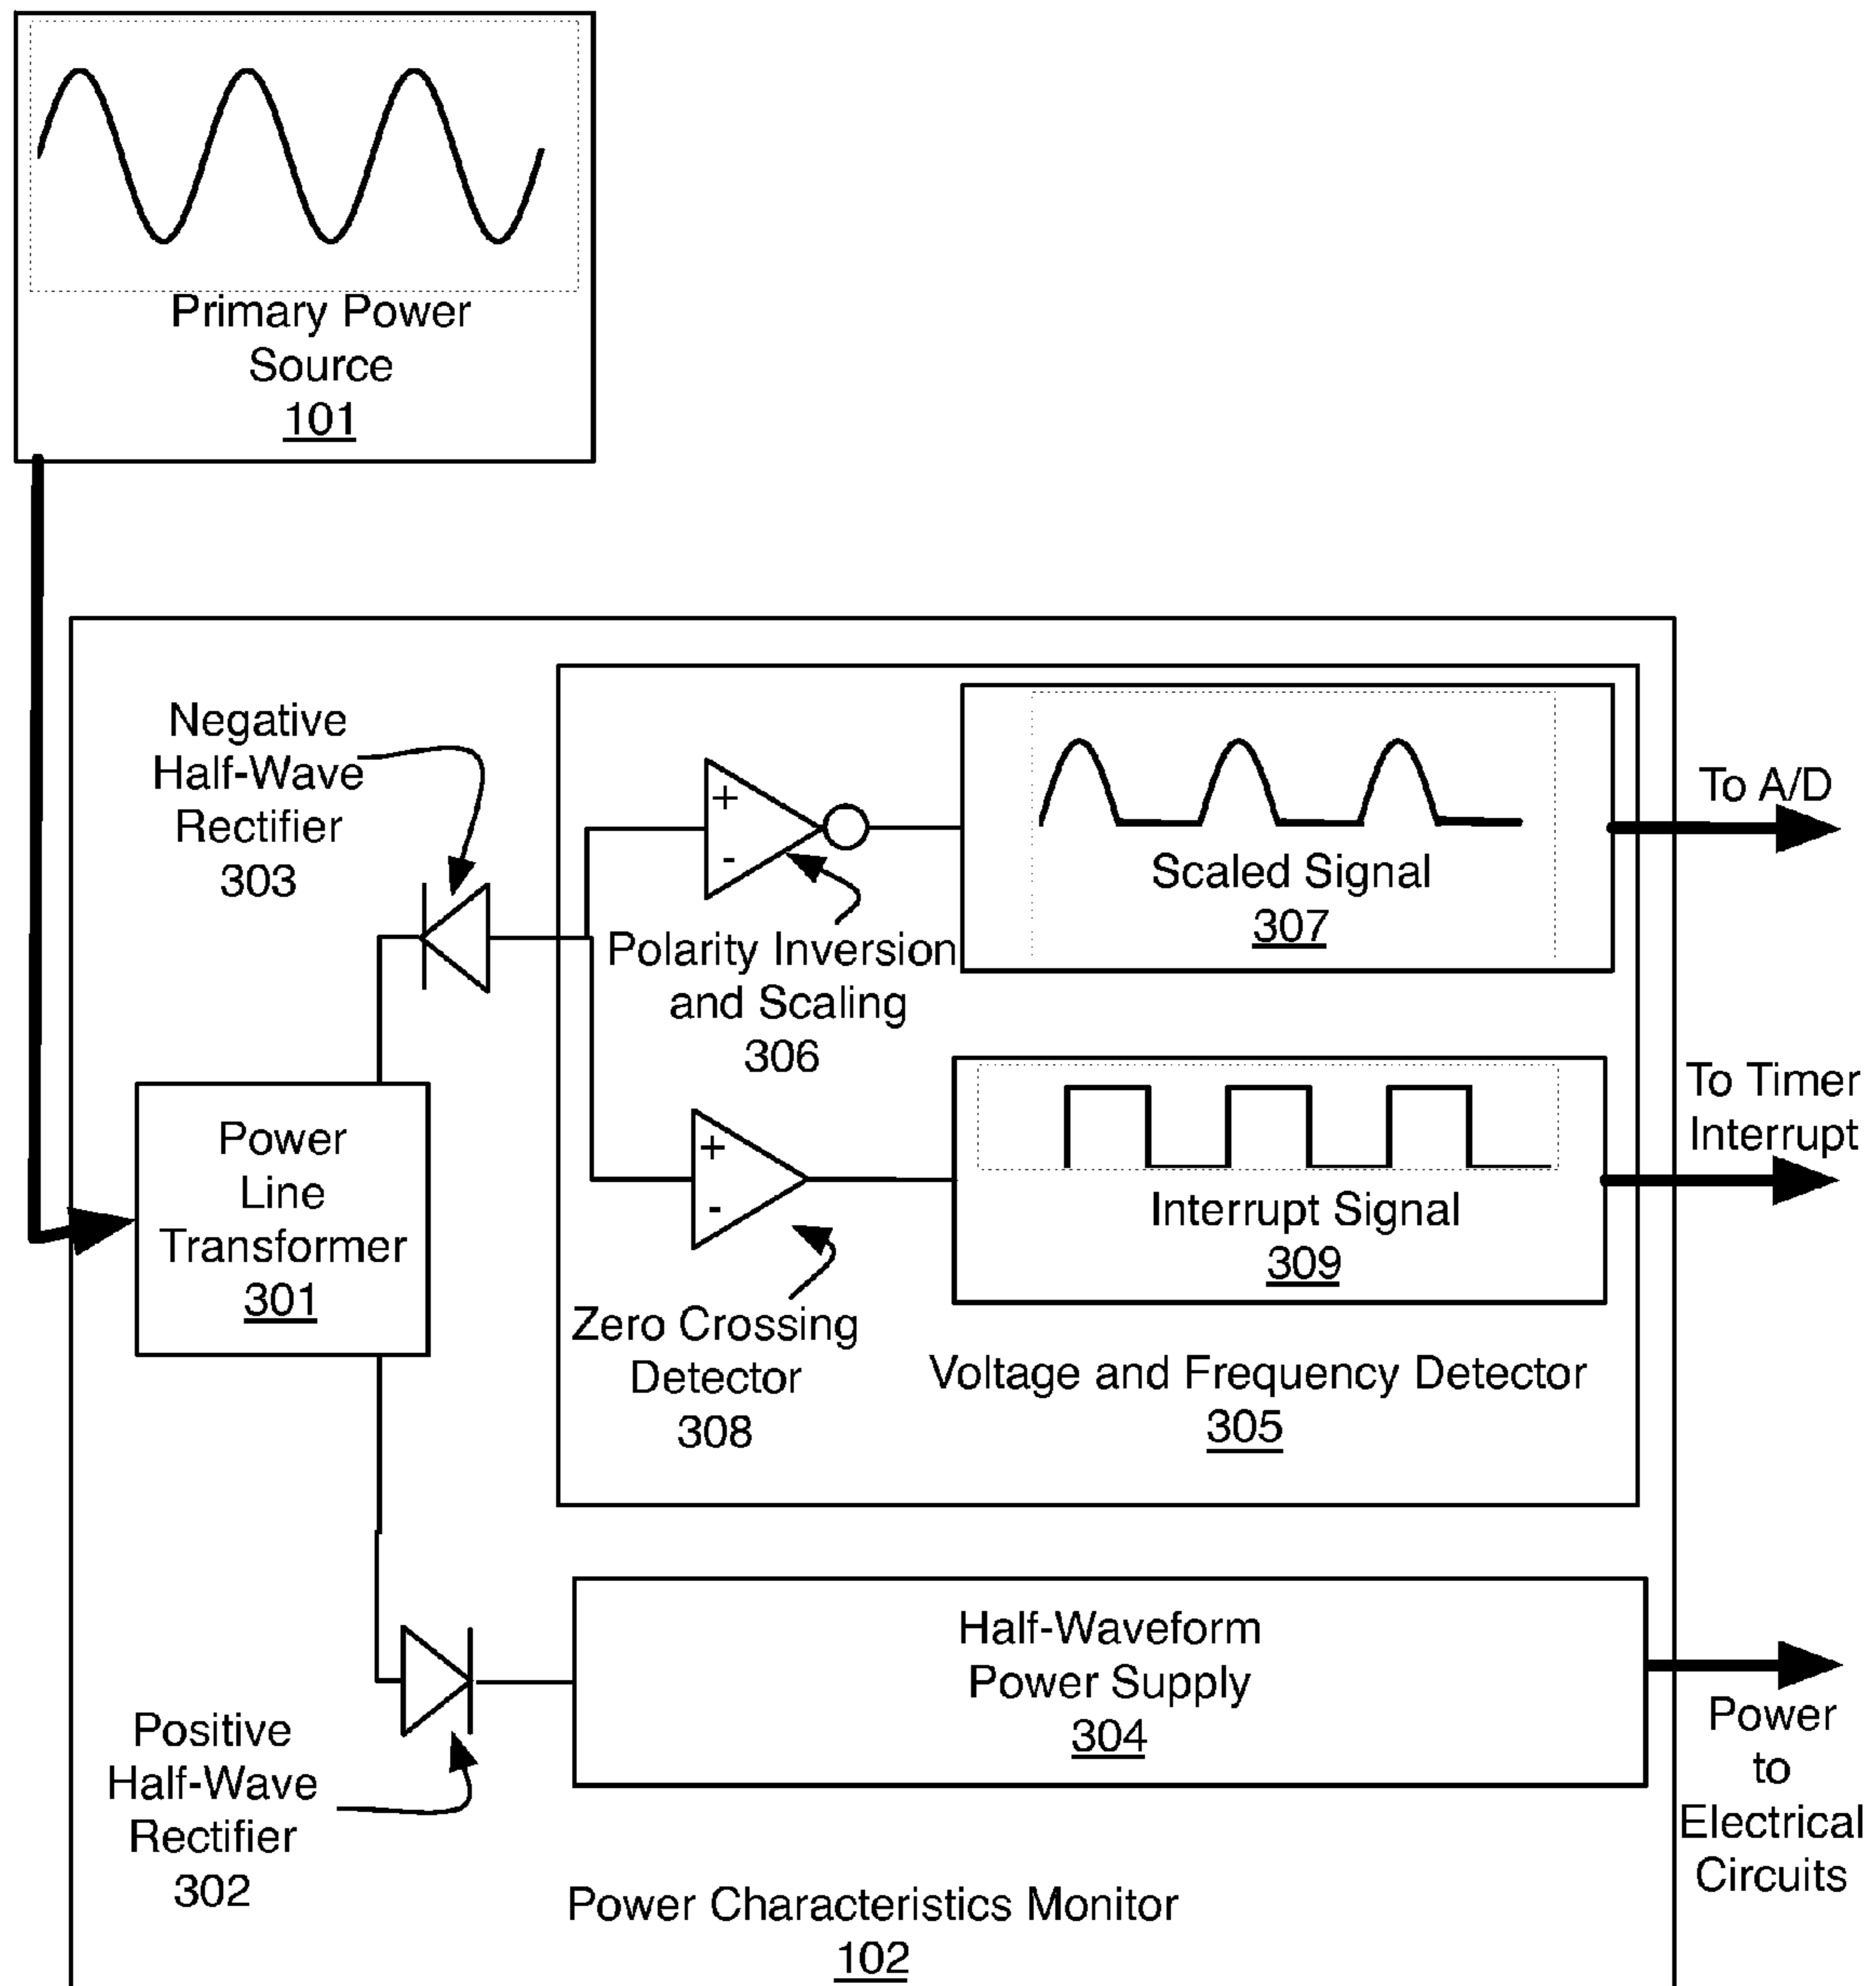 Primary Power
Source
101
Negative
Half-Wave
Rectifier
303
+
-
Polarity Inversion
and Scaling
306
Scaled Signal
307
To A/D
Power
Line
Transformer
301
+
-
Zero Crossing
Detector
308
Interrupt Signal
309
To Timer
Interrupt
Voltage and Frequency Detector
305
Positive
Half-Wave
Rectifier
302
Half-Waveform
Power Supply
304
Power
to
Electrical
Circuits
Power Characteristics Monitor
102